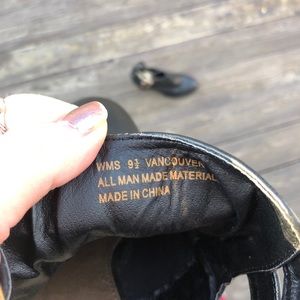 WMS 9½ VANCOUVER
ALL MAN MADE MATERIAL
MADE IN CHINA